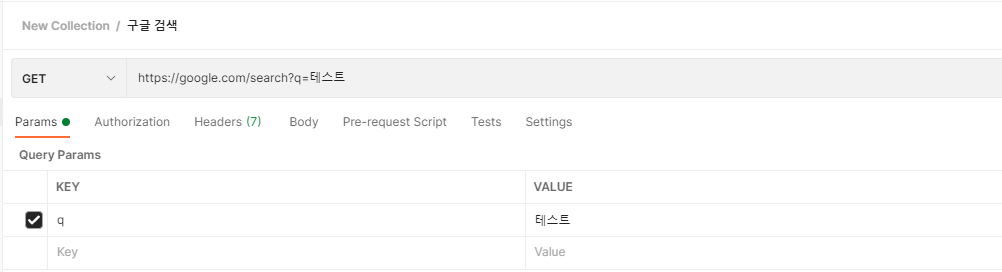 New Collection / 구글 검색
GET https://google.com/search?q=테스트
Params Authorization Headers (7) Body Pre-request Script Tests Settings
Query Params
KEY VALUE
q 테스트
Key Value